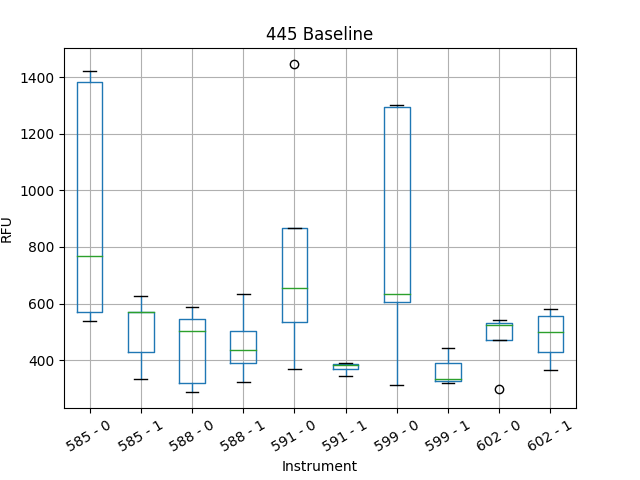 445 Baseline
1400
1200
1000
800
600
400
RFU
585 - 0
585 - 1
588 - 0
588 - 1
591 - 0
591 - 1
599 - 0
599 - 1
602 - 0
602 - 1
Instrument